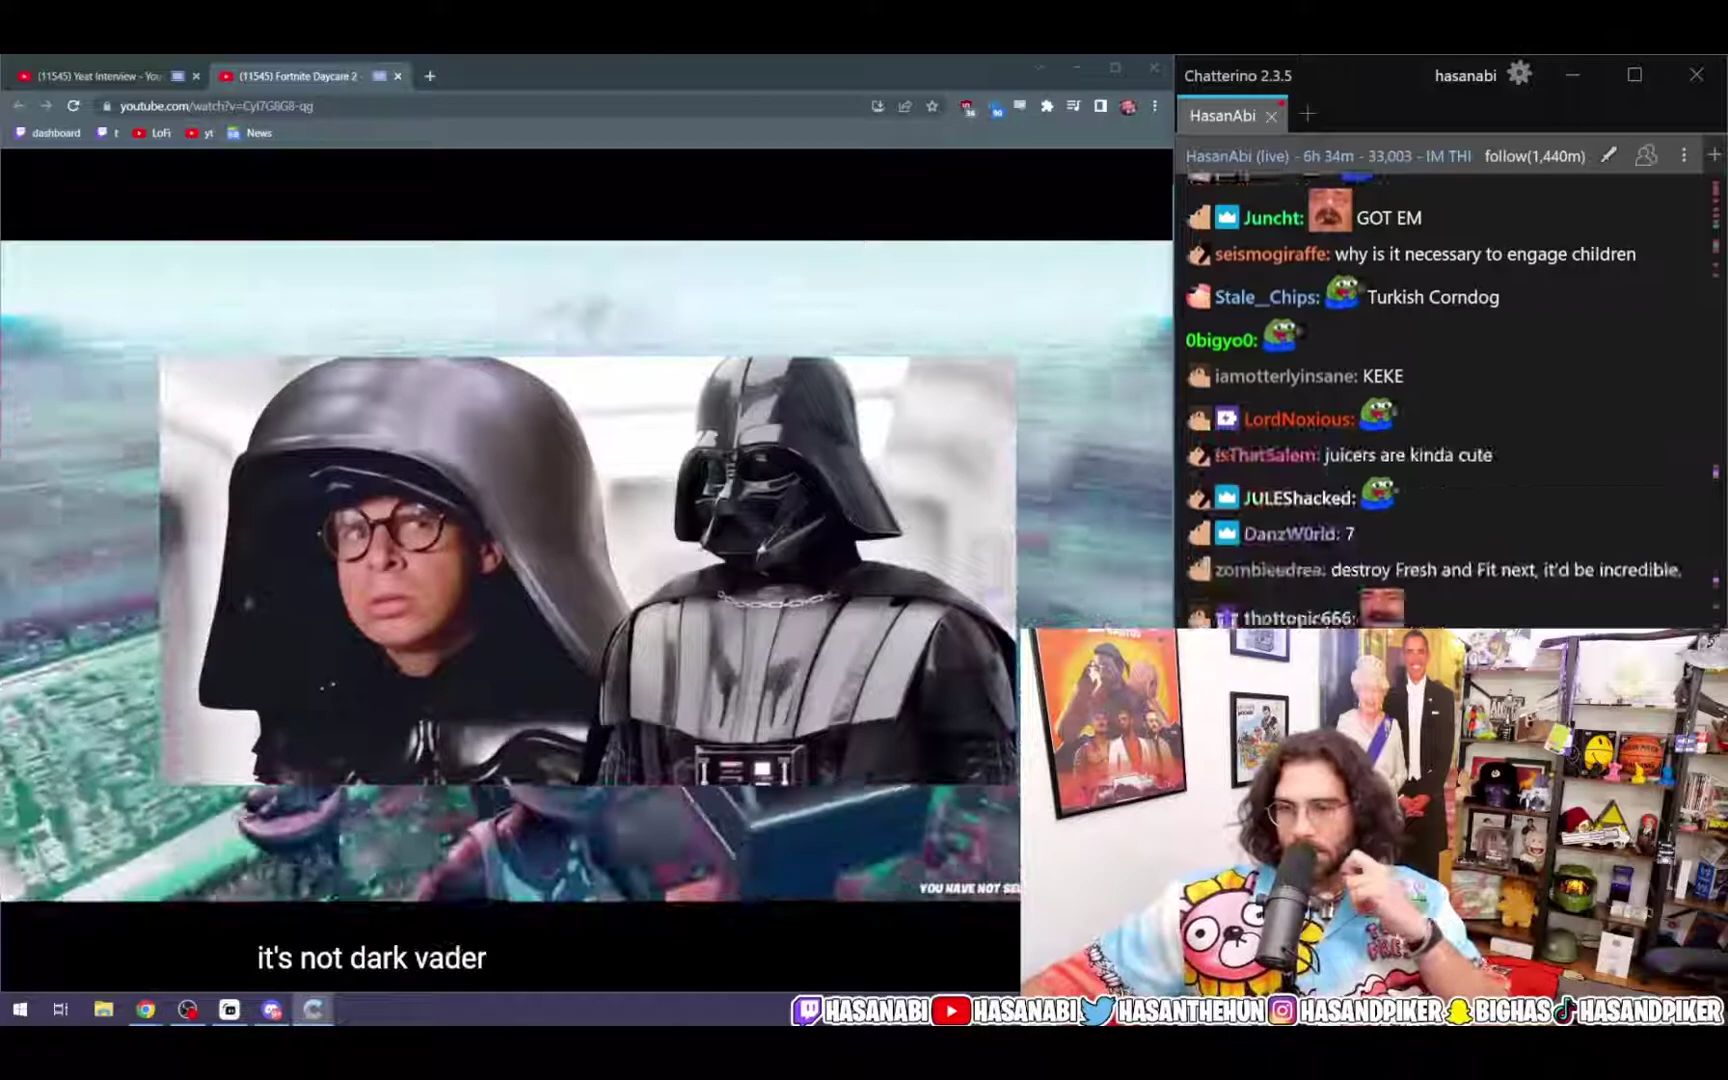 (11545) Yeat Interview - You
(11545) Fortnite Daycare 2 -
youtube.com/watch?v=CyI7G8G8-qg
dashboard
t
LoFi
yt
News
Chatterino 2.3.5
hasanabi
HasanAbi
HasanAbi (live) - 6h 34m - 33,003 - IM THI
follow(1,440m)
Juncht: GOT EM
seismogiraffe: why is it necessary to engage children
Stale__Chips: Turkish Corndog
0bigyo0:
iamotterlyinsane: KEKE
LordNoxious:
IsThatSalem: juicers are kinda cute
JULEShacked:
DanzW0rld: 7
zombieudrea: destroy Fresh and Fit next, it'd be incredible.
thottopic666:
YOU HAVE NOT SEL
it's not dark vader
HASANABI
HASANABI
HASANTHEHUN
HASANDPIKER
BIGHAS
HASANDPIKER